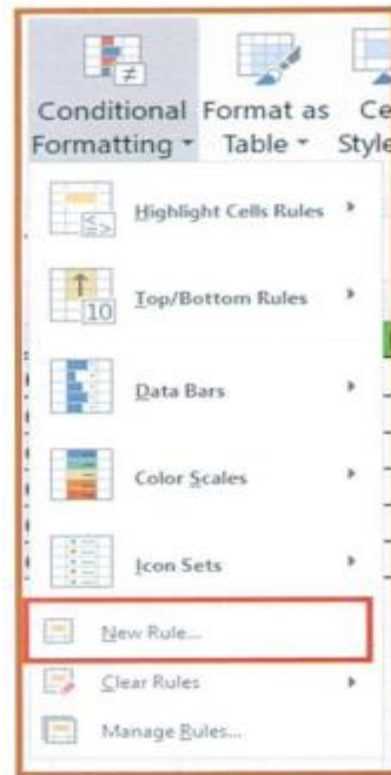 Conditional Format as Ce
Formatting Table Style
Highlight Cells Rules
10
Top/Bottom Rules
Data Bars
Color Scales
Icon Sets
New Rule...
Clear Rules
Manage Rules...